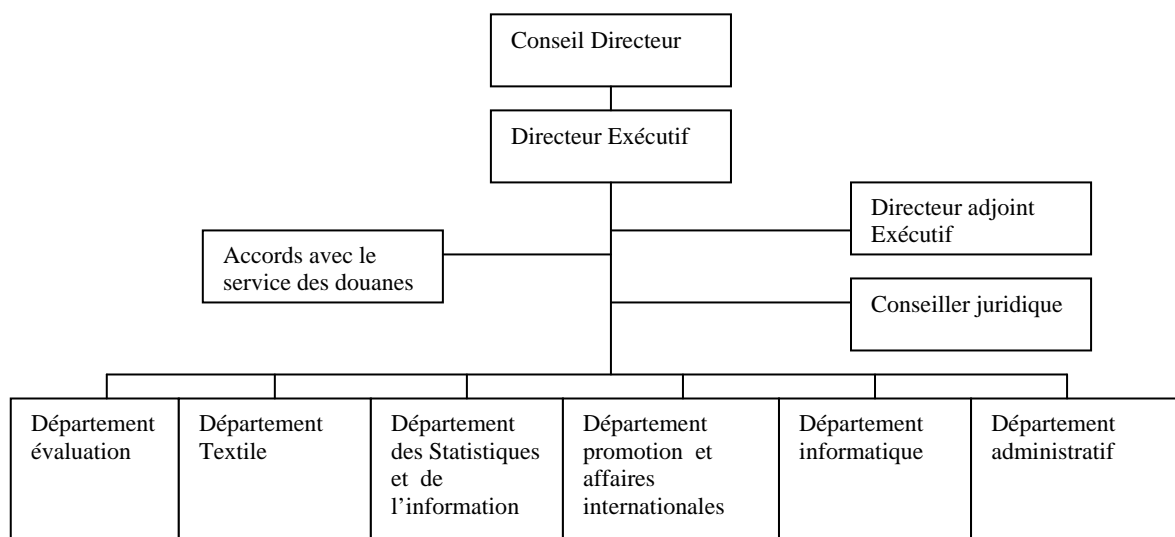 Conseil Directeur
Directeur Exécutif
Directeur adjoint
Exécutif
Accords avec le
service des douanes
Conseiller juridique
Département
évaluation
Département
Textile
Département
des Statistiques
et de
l’information
Département
promotion et
affaires
internationales
Département
informatique
Département
administratif